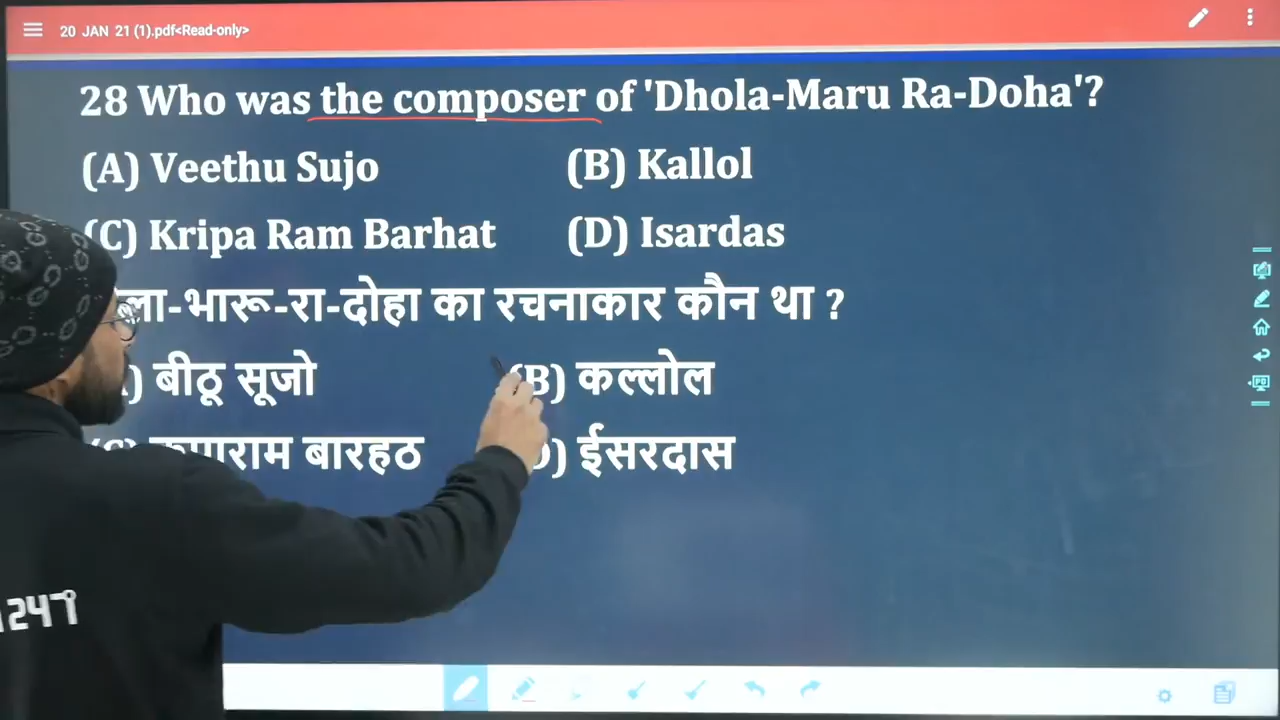 20 JAN 21 (1).pdf<Read-only>
28 Who was the composer of 'Dhola-Maru Ra-Doha'?
(A) Veethu Sujo (B) Kallol
(C) Kripa Ram Barhat (D) Isardas
ला-भारू-रा-दोहा का रचनाकार कौन था ?
) बीठू सूजो (B) कल्लोल
बारहठ ) ईसरदास
247